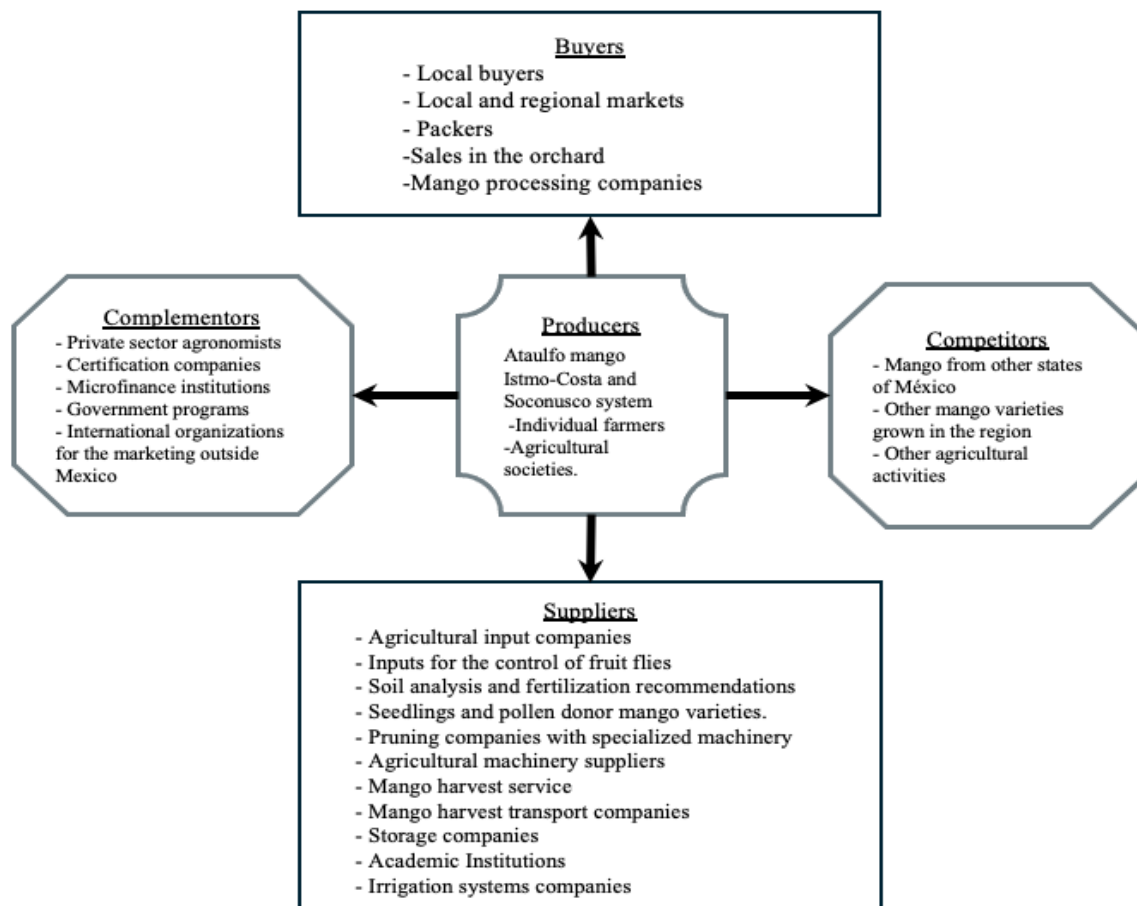 Buyers
- Local buyers
- Local and regional markets
- Packers
-Sales in the orchard
-Mango processing companies
Complementors
- Private sector agronomists
- Certification companies
- Microfinance institutions
- Government programs
- International organizations
for the marketing outside
Mexico
Producers
Ataulfo mango
Istmo-Costa and
Soconusco system
-Individual farmers
-Agricultural
societies.
Competitors
- Mango from other states
of México
- Other mango varieties
grown in the region
- Other agricultural
activities
Suppliers
- Agricultural input companies
- Inputs for the control of fruit flies
- Soil analysis and fertilization recommendations
- Seedlings and pollen donor mango varieties.
- Pruning companies with specialized machinery
- Agricultural machinery suppliers
- Mango harvest service
- Mango harvest transport companies
- Storage companies
- Academic Institutions
- Irrigation systems companies